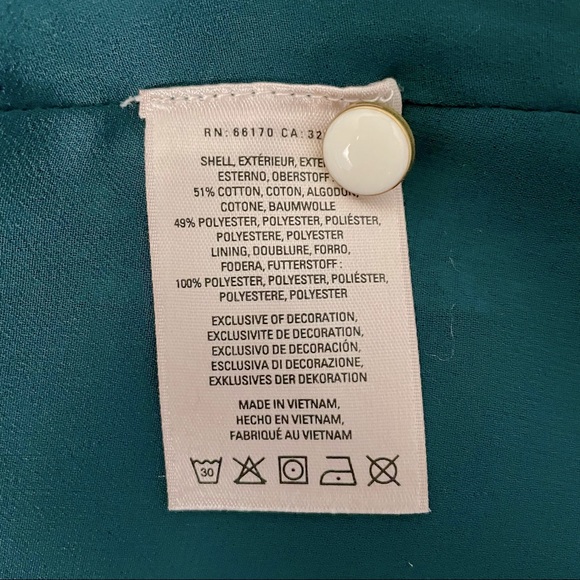 RN: 66170 CA: 32
SHELL, EXTÉRIEUR,
ESTERNO, OBERSTOFF:
51% COTTON, COTON, ALGODON,
COTONE, BAUMWOLLE
49% POLYESTER, POLYESTER, POLIÉSTER,
POLYESTERE, POLYESTER
LINING, DOUBLURE, FORRO,
FODERA, FUTTERSTOFF:
100% POLYESTER, POLYESTER, POLIÉSTER,
POLYESTERE, POLYESTER
EXCLUSIVE OF DECORATION,
EXCLUSIVITE DE DECORATION,
EXCLUSIVO DE DECORACIÓN,
ESCLUSIVA DI DECORAZIONE,
EXKLUSIVES DER DEKORATION
MADE IN VIETNAM,
HECHO EN VIETNAM,
FABRIQUÉ AU VIETNAM
30